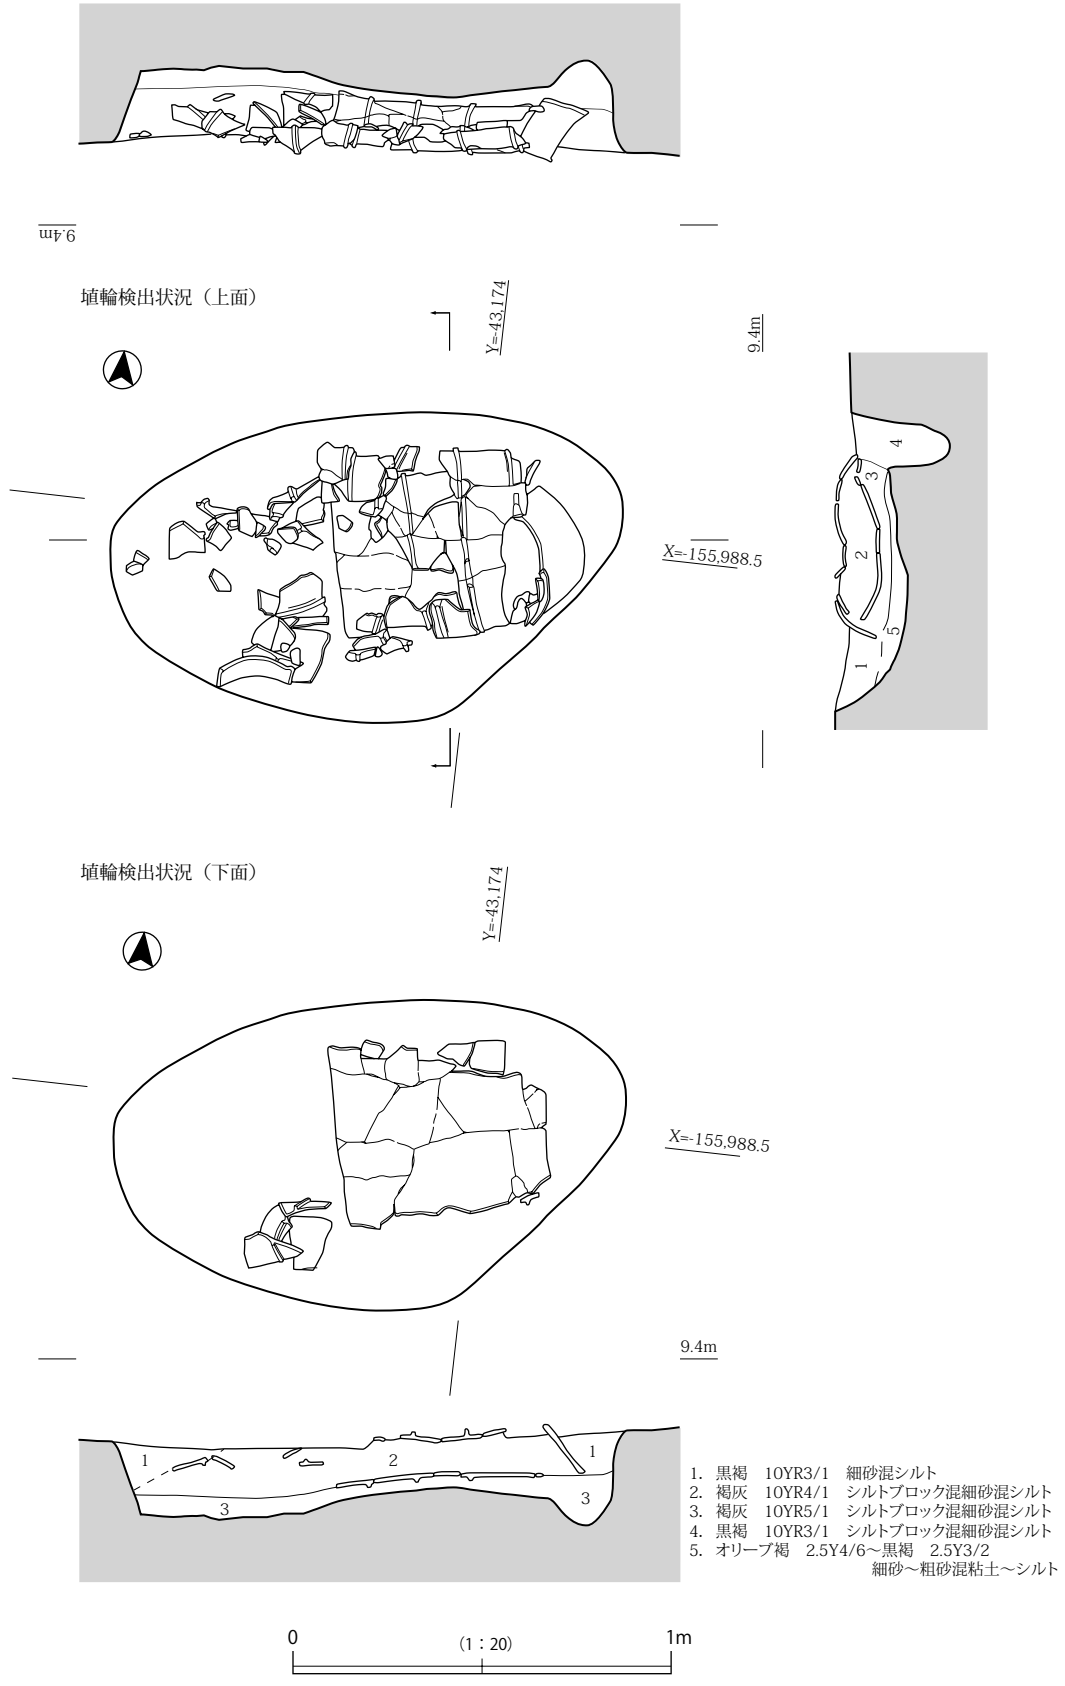 9.4m
埴輪検出状況（上面）
Y=-43,174
9.4m
4
3
2
5
1
X=-155,988.5
埴輪検出状況（下面）
Y=-43,174
X=-155,988.5
9.4m
1
2
1
3
3
1. 黒褐 10YR3/1 細砂混シルト
2. 褐灰 10YR4/1 シルトブロック混細砂混シルト
3. 褐灰 10YR5/1 シルトブロック混細砂混シルト
4. 黒褐 10YR3/1 シルトブロック混細砂混シルト
5. オリーブ褐 2.5Y4/6～黒褐 2.5Y3/2
細砂～粗砂混粘土～シルト
0 （1：20） 1m